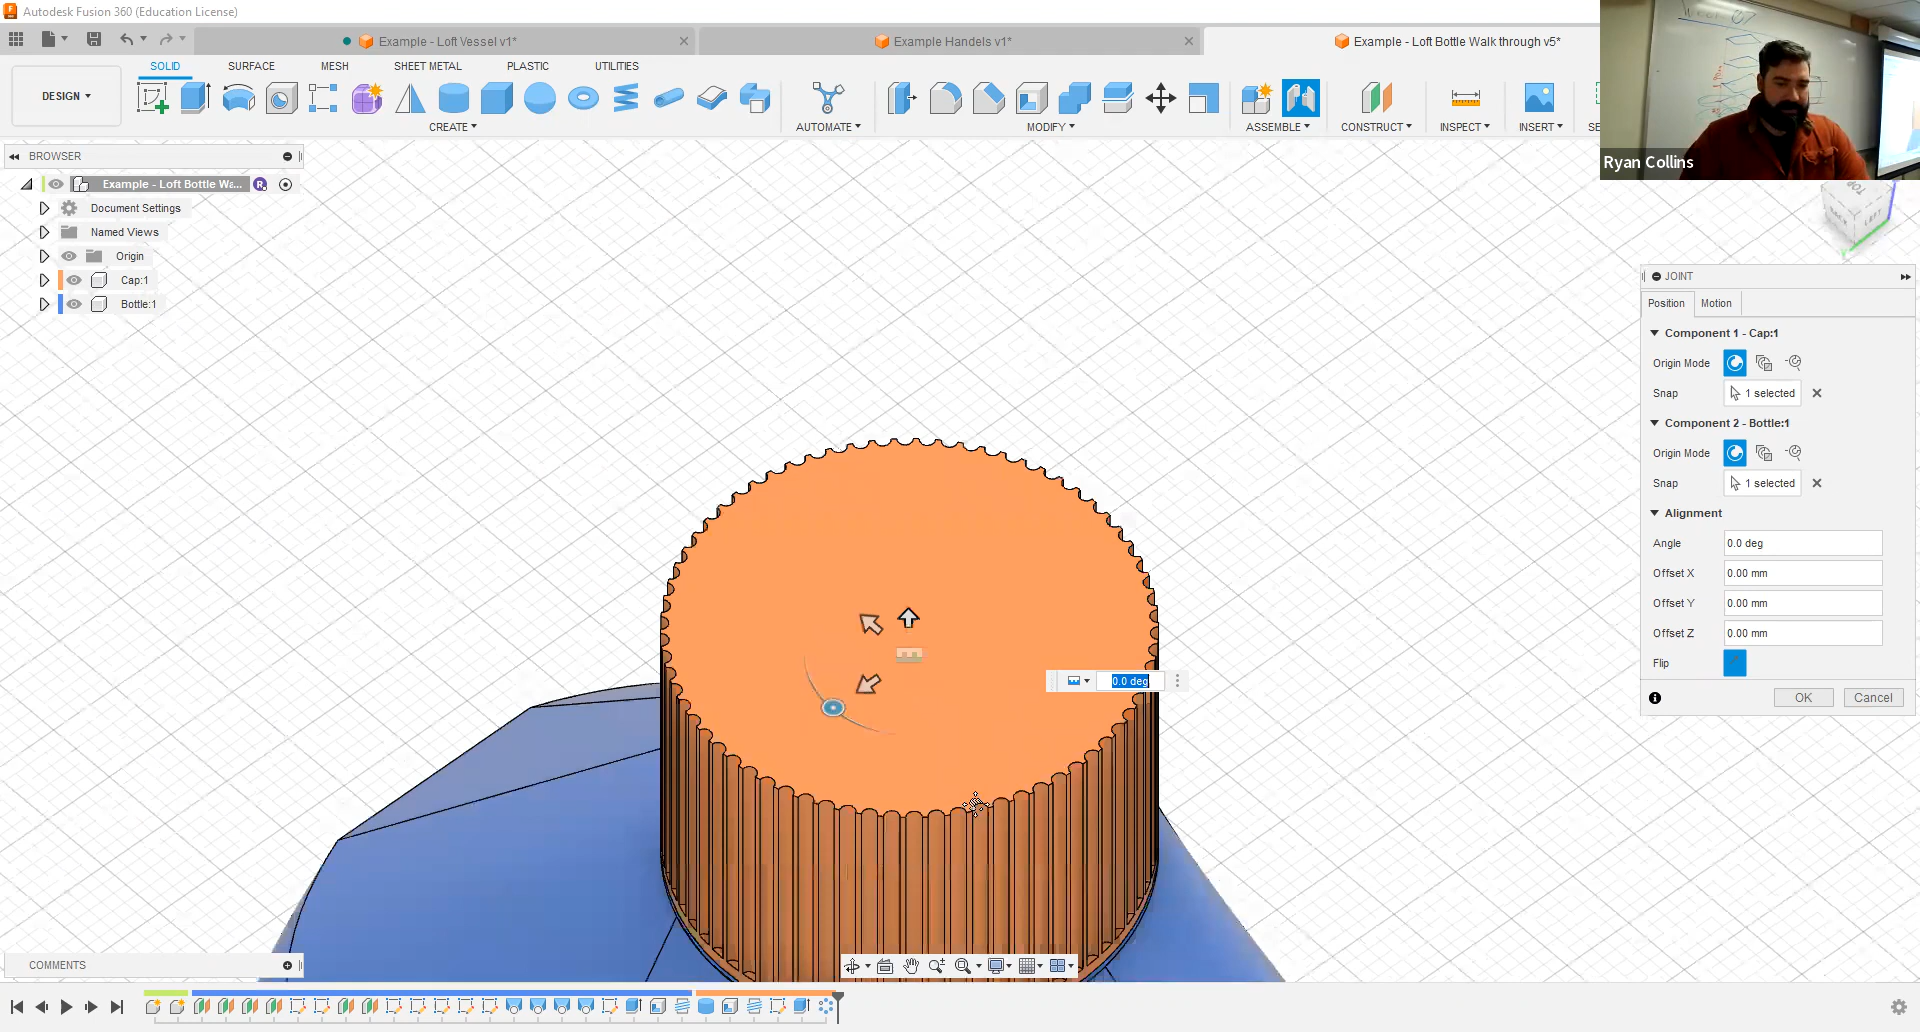 Autodesk Fusion 360 (Education License)
Example - Loft Vessel v1*
Example Handels v1*
Example - Loft Bottle Walk through v5*
SOLID
SURFACE
MESH
SHEET METAL
PLASTIC
UTILITIES
DESIGN
CREATE
AUTOMATE
MODIFY
ASSEMBLE
CONSTRUCT
INSPECT
INSERT
SE
Ryan Collins
BROWSER
Example - Loft Bottle Wa...
Document Settings
Named Views
Origin
Cap:1
Bottle:1
TOP
BACK
LEFT
JOINT
Position
Motion
Component 1 - Cap:1
Origin Mode
Snap
1 selected
Component 2 - Bottle:1
Origin Mode
Snap
1 selected
Alignment
Angle
0.0 deg
Offset X
0.00 mm
Offset Y
0.00 mm
Offset Z
0.00 mm
Flip
OK
Cancel
0.0 deg
COMMENTS